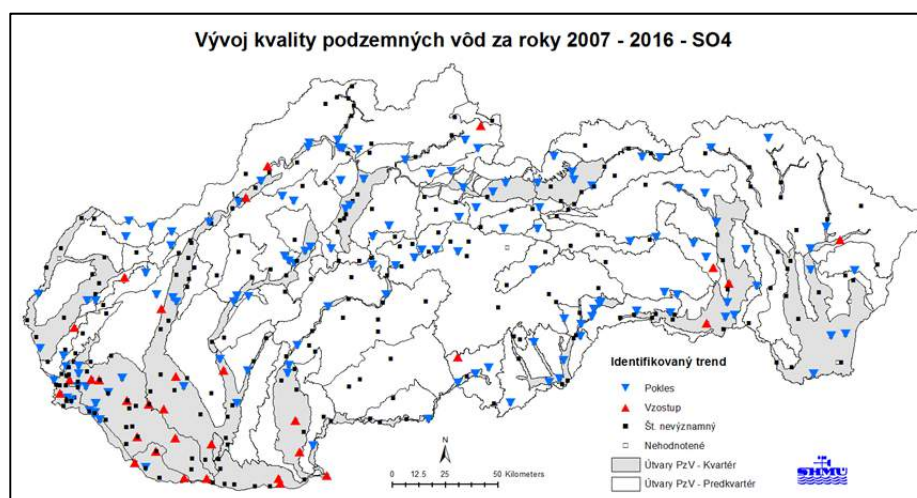 Vývoj kvality podzemných vôd za roky 2007 - 2016 - SO4
Identifikovaný trend
Pokles
Vzostup
Št. nevýznamný
Nehodnotené
Útvary PzV - Kvartér
Útvary PzV - Predkvartér
N
0 12.5 25 50 Kilometers
SHMÚ